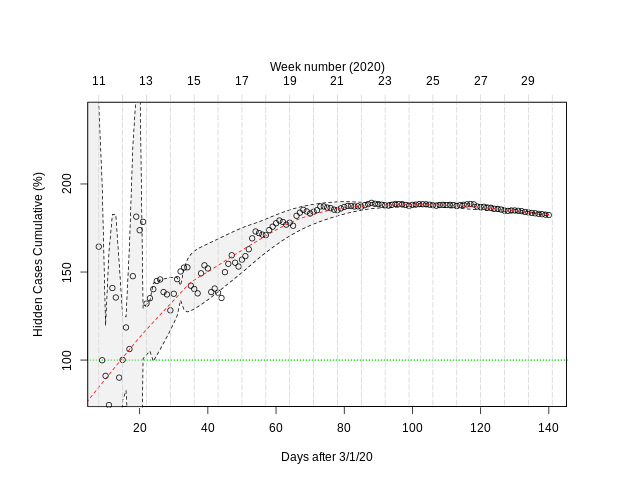 Week number (2020)
11 13 15 17 19 21 23 25 27 29
Hidden Cases Cumulative (%)
200
150
100
20 40 60 80 100 120 140
Days after 3/1/20